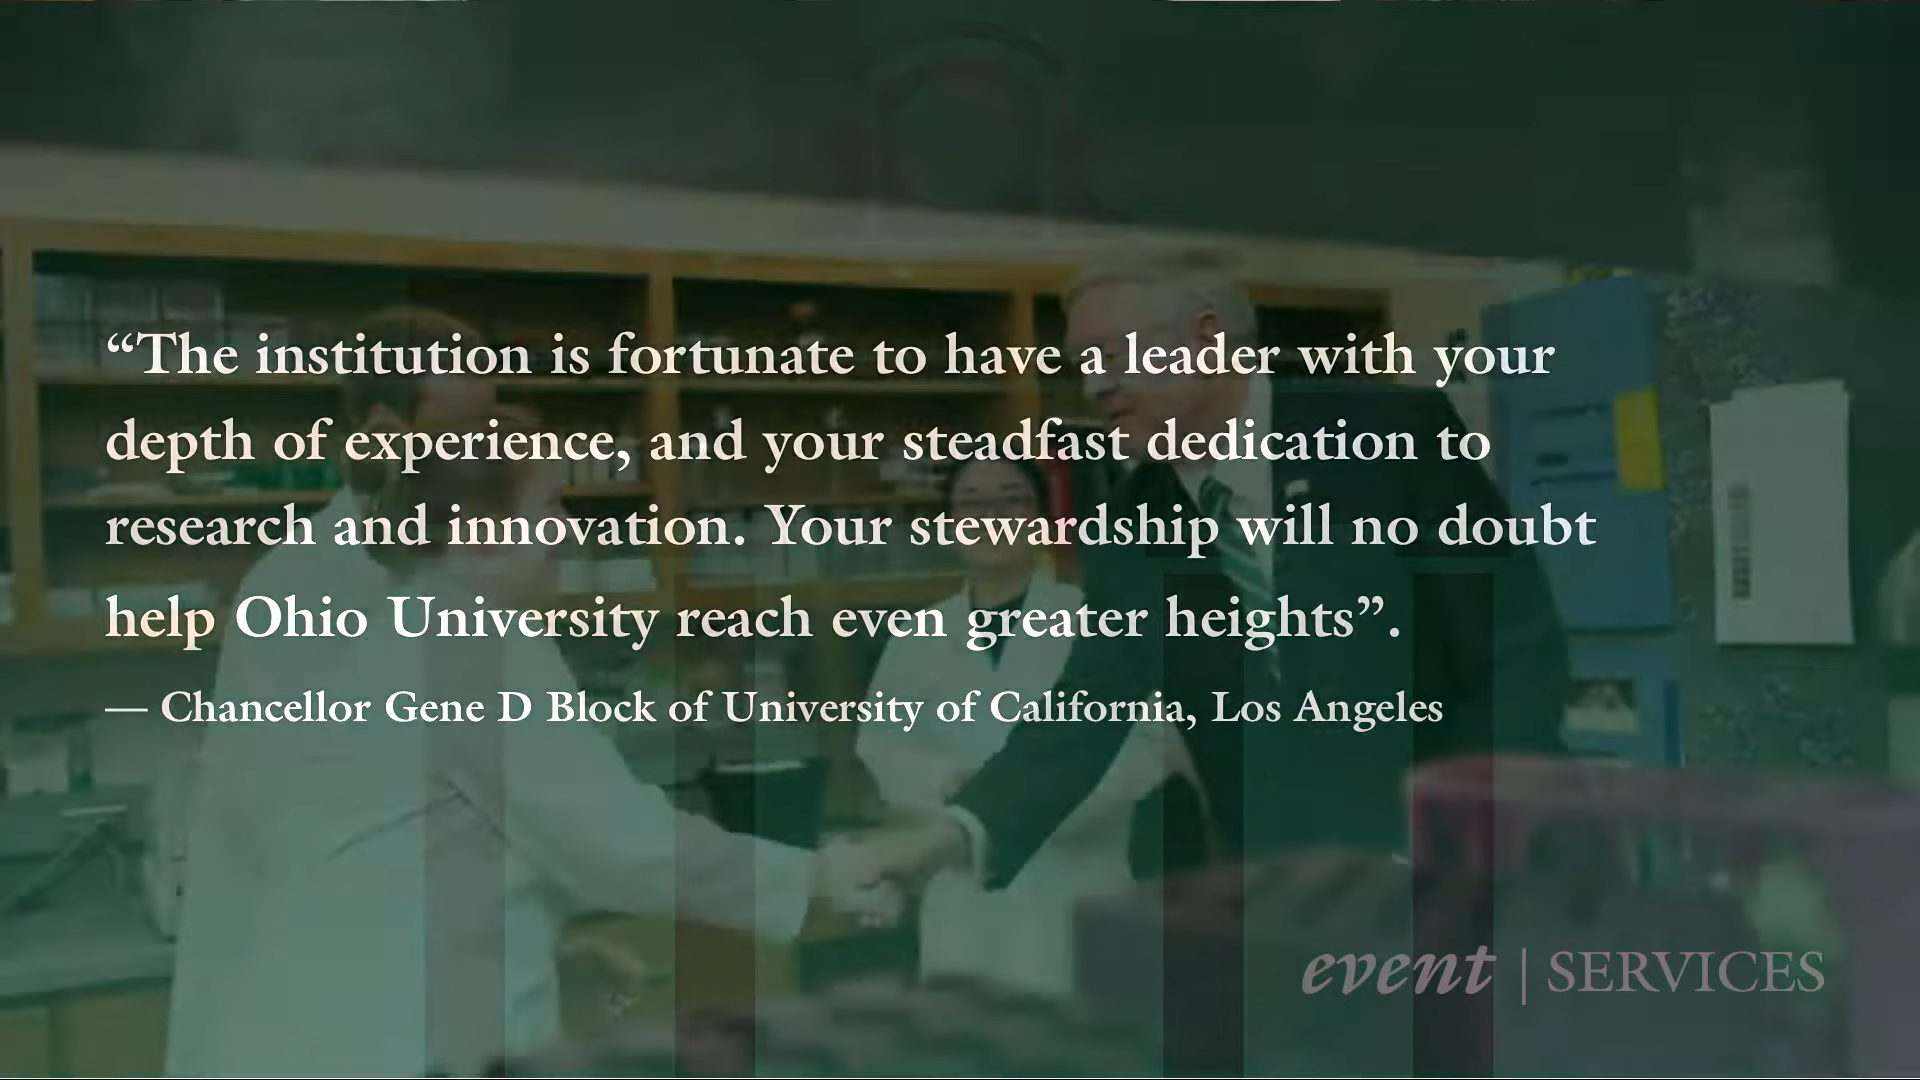 “The institution is fortunate to have a leader with your
depth of experience, and your steadfast dedication to
research and innovation. Your stewardship will no doubt
help Ohio University reach even greater heights”.
— Chancellor Gene D Block of University of California, Los Angeles
event | SERVICES